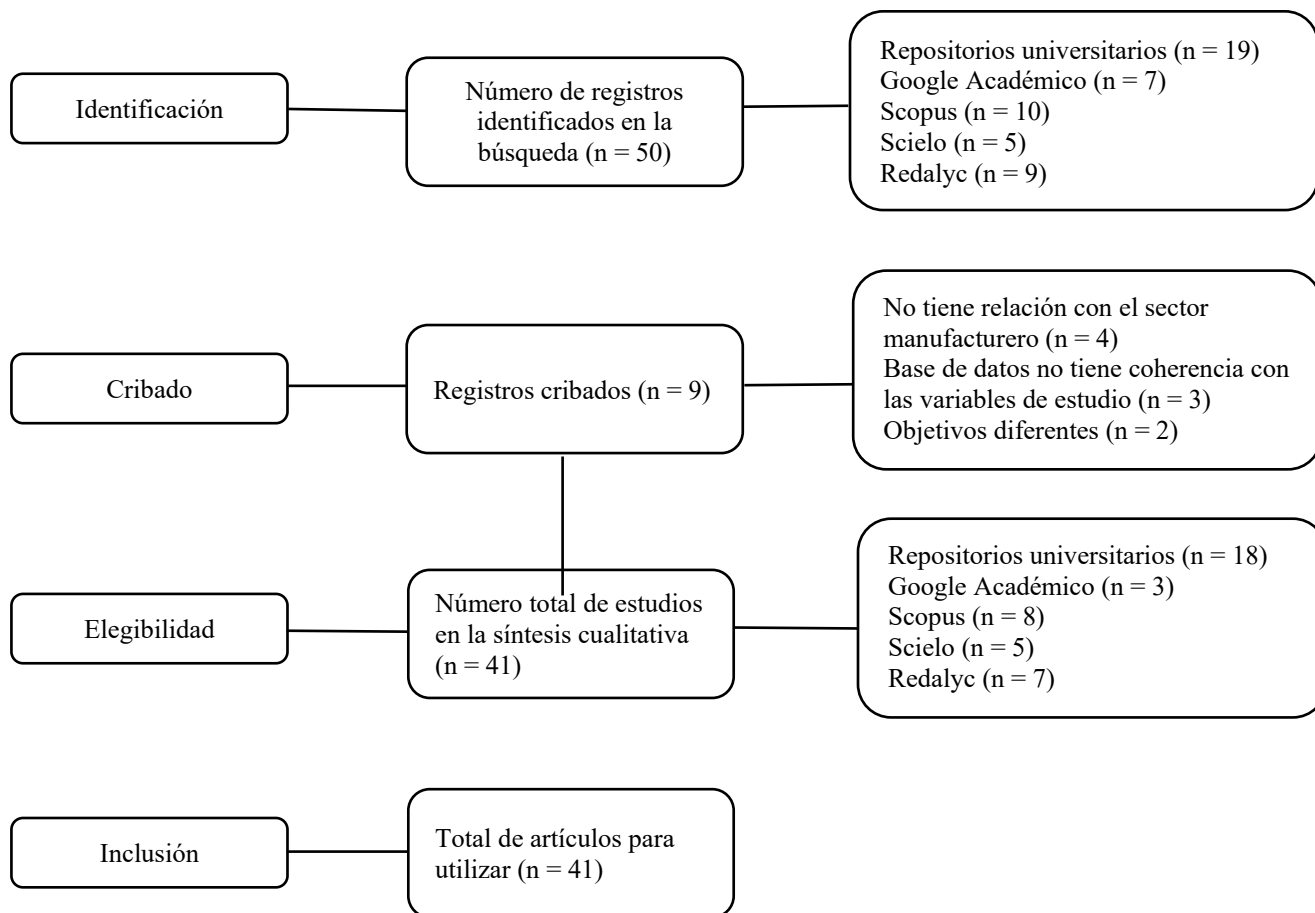 Identificación
Número de registros
identificados en la
búsqueda (n = 50)
Repositorios universitarios (n = 19)
Google Académico (n = 7)
Scopus (n = 10)
Scielo (n = 5)
Redalyc (n = 9)
Cribado
Registros cribados (n = 9)
No tiene relación con el sector
manufacturero (n = 4)
Base de datos no tiene coherencia con
las variables de estudio (n = 3)
Objetivos diferentes (n = 2)
Elegibilidad
Número total de estudios
en la síntesis cualitativa
(n = 41)
Repositorios universitarios (n = 18)
Google Académico (n = 3)
Scopus (n = 8)
Scielo (n = 5)
Redalyc (n = 7)
Inclusión
Total de artículos para
utilizar (n = 41)